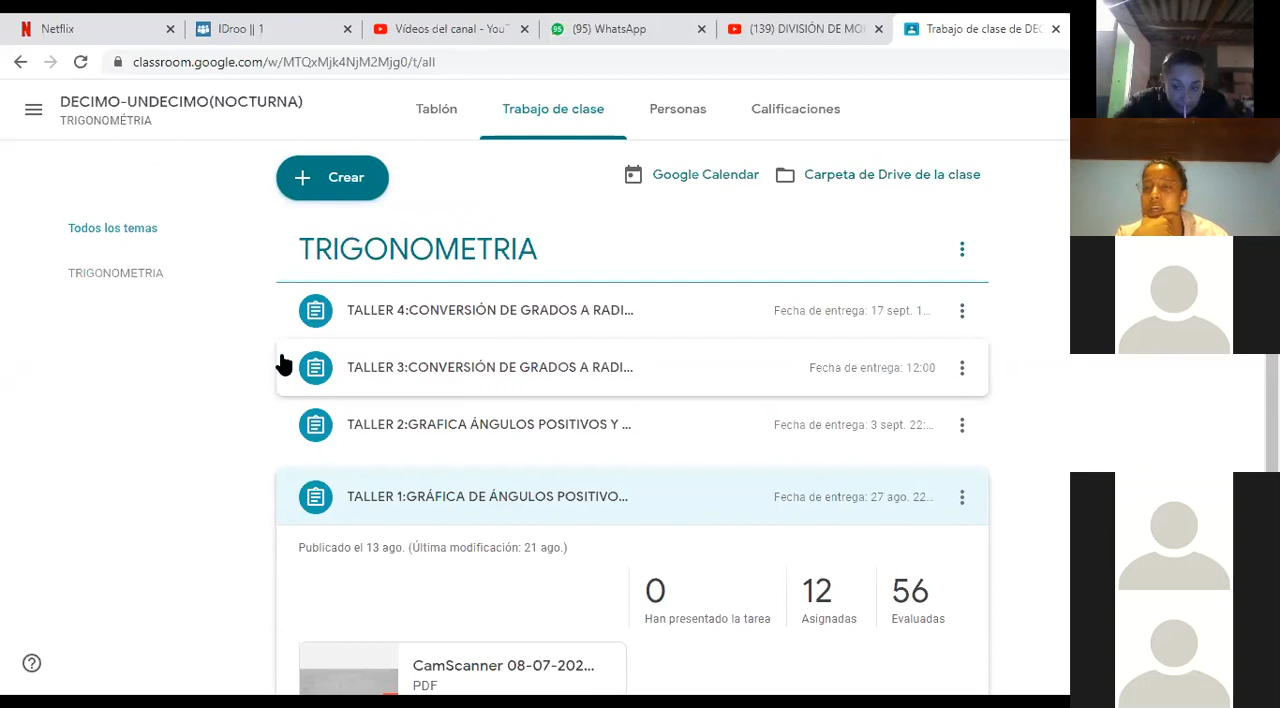 Netflix
IDroo || 1
Vídeos del canal - You
95 (95) WhatsApp
(139) DIVISIÓN DE MO
Trabajo de clase de DEC
classroom.google.com/w/MTQxMjk4NjM2Mjg0/t/all
DECIMO-UNDECIMO(NOCTURNA)
TRIGONOMÉTRIA
Tablón
Trabajo de clase
Personas
Calificaciones
Crear
Google Calendar
Carpeta de Drive de la clase
Todos los temas
TRIGONOMETRIA
TRIGONOMETRIA
TALLER 4:CONVERSIÓN DE GRADOS A RADI...
Fecha de entrega: 17 sept. 1...
TALLER 3:CONVERSIÓN DE GRADOS A RADI...
Fecha de entrega: 12:00
TALLER 2:GRAFICA ÁNGULOS POSITIVOS Y ...
Fecha de entrega: 3 sept. 22:...
TALLER 1:GRÁFICA DE ÁNGULOS POSITIVO...
Fecha de entrega: 27 ago. 22...
Publicado el 13 ago. (Última modificación: 21 ago.)
0
Han presentado la tarea
12
Asignadas
56
Evaluadas
CamScanner 08-07-202...
PDF